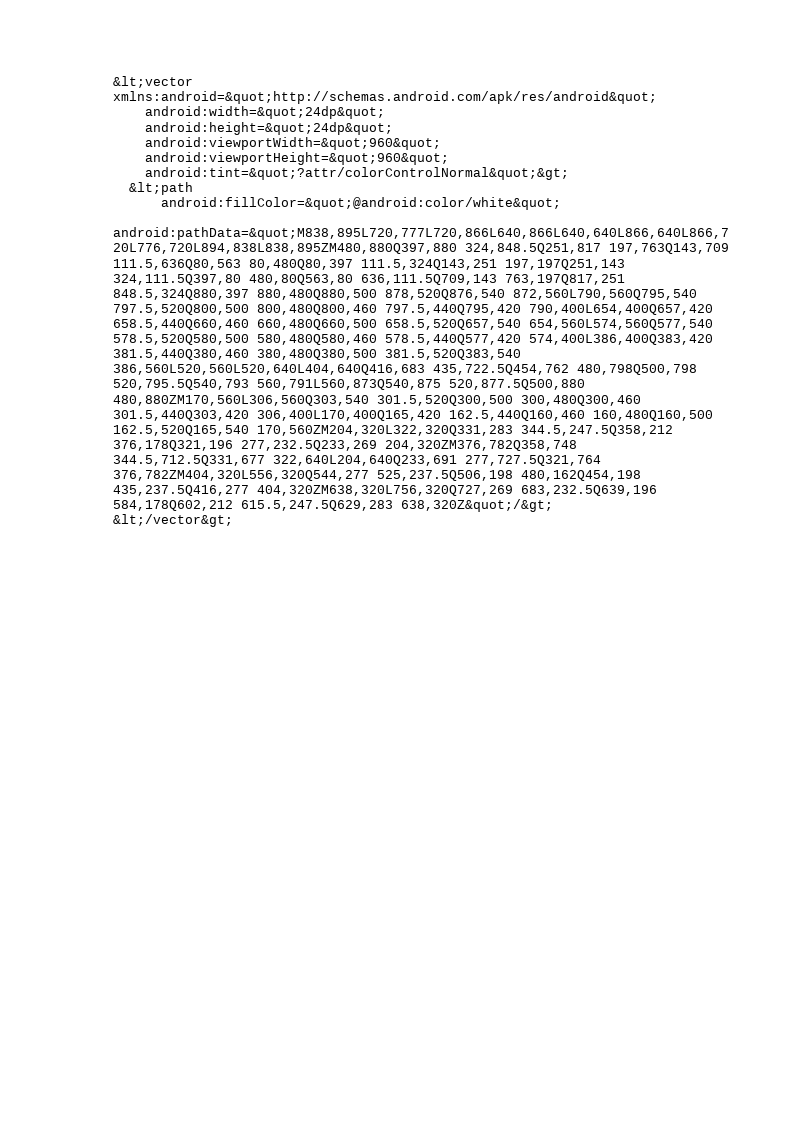 &lt;vector
xmlns:android=&quot;http://schemas.android.com/apk/res/android&quot;
    android:width=&quot;24dp&quot;
    android:height=&quot;24dp&quot;
    android:viewportWidth=&quot;960&quot;
    android:viewportHeight=&quot;960&quot;
    android:tint=&quot;?attr/colorControlNormal&quot;&gt;
  &lt;path
      android:fillColor=&quot;@android:color/white&quot;

android:pathData=&quot;M838,895L720,777L720,866L640,866L640,640L866,640L866,7
20L776,720L894,838L838,895ZM480,880Q397,880 324,848.5Q251,817 197,763Q143,709
111.5,636Q80,563 80,480Q80,397 111.5,324Q143,251 197,197Q251,143
324,111.5Q397,80 480,80Q563,80 636,111.5Q709,143 763,197Q817,251
848.5,324Q880,397 880,480Q880,500 878,520Q876,540 872,560L790,560Q795,540
797.5,520Q800,500 800,480Q800,460 797.5,440Q795,420 790,400L654,400Q657,420
658.5,440Q660,460 660,480Q660,500 658.5,520Q657,540 654,560L574,560Q577,540
578.5,520Q580,500 580,480Q580,460 578.5,440Q577,420 574,400L386,400Q383,420
381.5,440Q380,460 380,480Q380,500 381.5,520Q383,540
386,560L520,560L520,640L404,640Q416,683 435,722.5Q454,762 480,798Q500,798
520,795.5Q540,793 560,791L560,873Q540,875 520,877.5Q500,880
480,880ZM170,560L306,560Q303,540 301.5,520Q300,500 300,480Q300,460
301.5,440Q303,420 306,400L170,400Q165,420 162.5,440Q160,460 160,480Q160,500
162.5,520Q165,540 170,560ZM204,320L322,320Q331,283 344.5,247.5Q358,212
376,178Q321,196 277,232.5Q233,269 204,320ZM376,782Q358,748
344.5,712.5Q331,677 322,640L204,640Q233,691 277,727.5Q321,764
376,782ZM404,320L556,320Q544,277 525,237.5Q506,198 480,162Q454,198
435,237.5Q416,277 404,320ZM638,320L756,320Q727,269 683,232.5Q639,196
584,178Q602,212 615.5,247.5Q629,283 638,320Z&quot;/&gt;
&lt;/vector&gt;